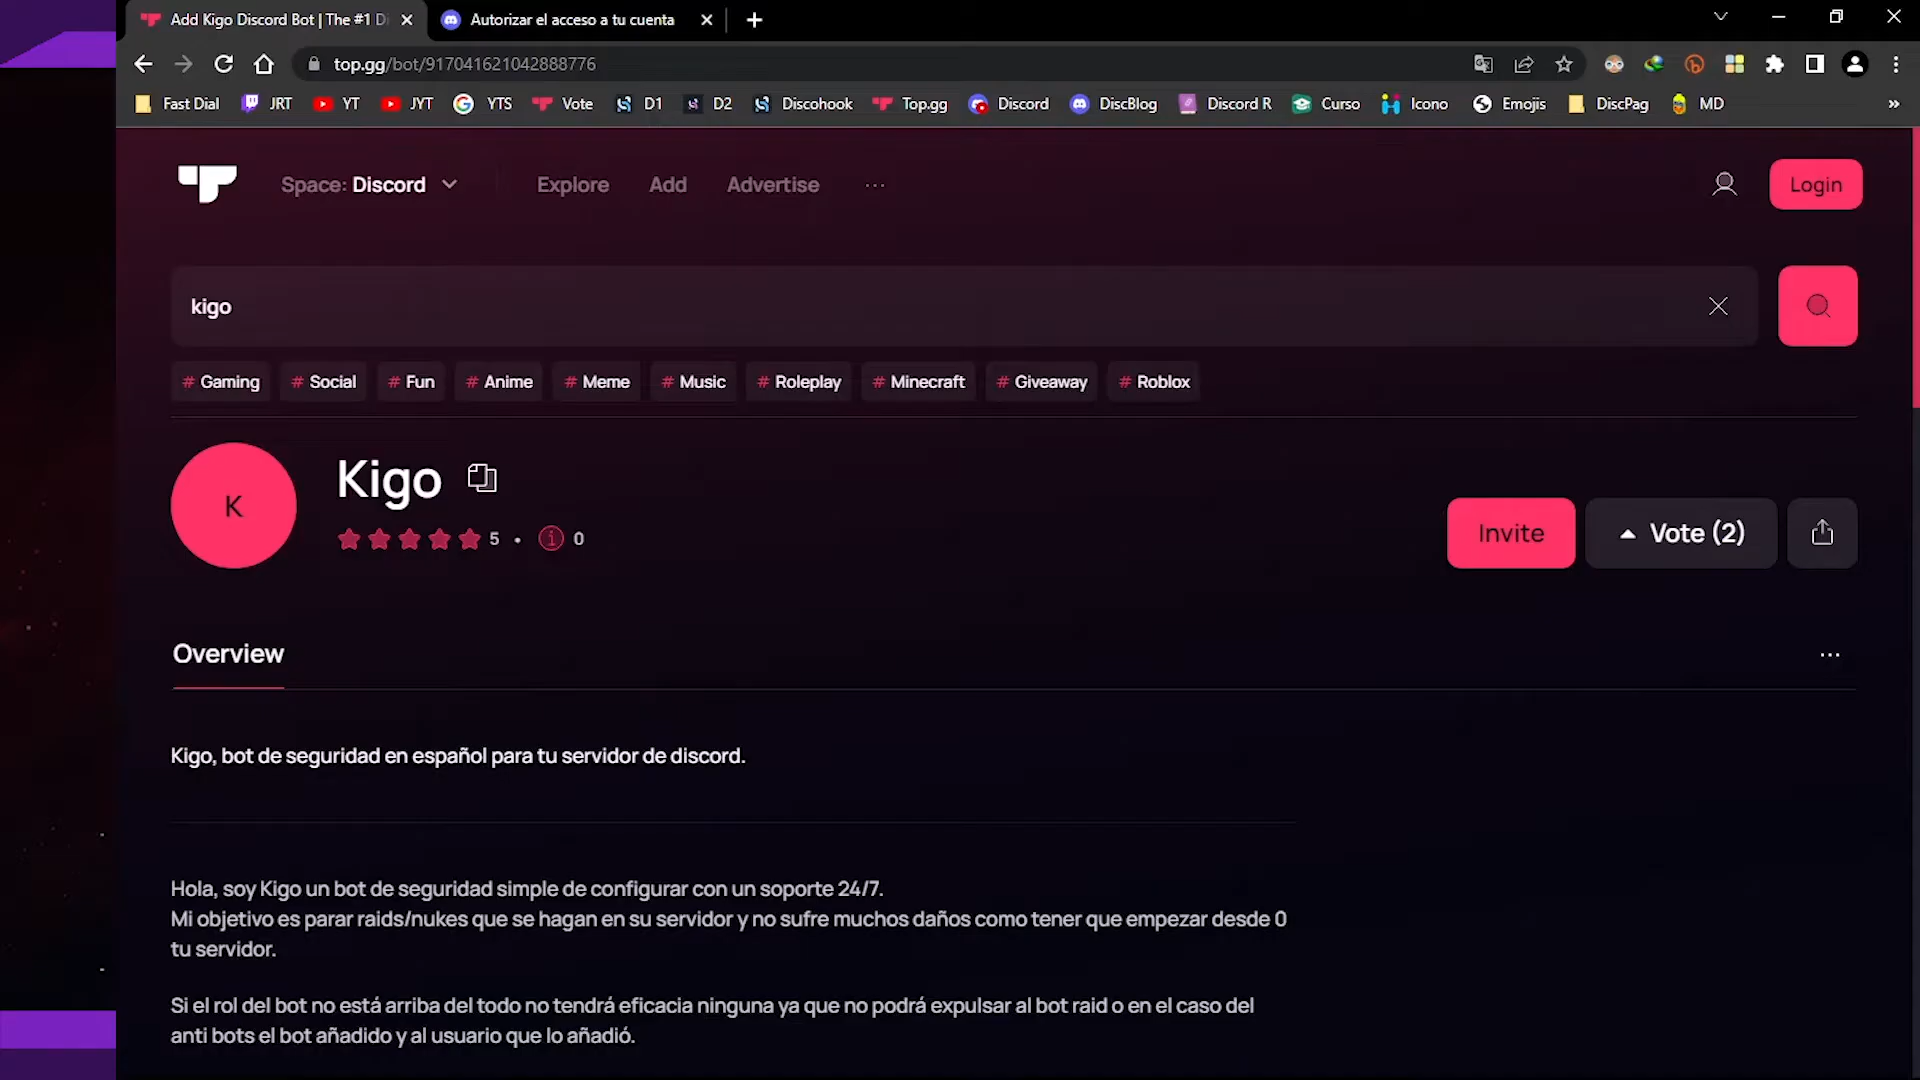 Add Kigo Discord Bot | The #1 Di
Autorizar el acceso a tu cuenta
top.gg/bot/917041621042888776
Fast Dial JRT YT JYT YTS Vote D1 D2 Discohook Top.gg Discord DiscBlog Discord R Curso Icono Emojis DiscPag MD »
Space: Discord Explore Add Advertise ... Login
kigo
# Gaming # Social # Fun # Anime # Meme # Music # Roleplay # Minecraft # Giveaway # Roblox
K
Kigo
5 • 0
Invite Vote (2)
Overview
Kigo, bot de seguridad en español para tu servidor de discord.
Hola, soy Kigo un bot de seguridad simple de configurar con un soporte 24/7.
Mi objetivo es parar raids/nukes que se hagan en su servidor y no sufre muchos daños como tener que empezar desde 0
tu servidor.
Si el rol del bot no está arriba del todo no tendrá eficacia ninguna ya que no podrá expulsar al bot raid o en el caso del
anti bots el bot añadido y al usuario que lo añadió.